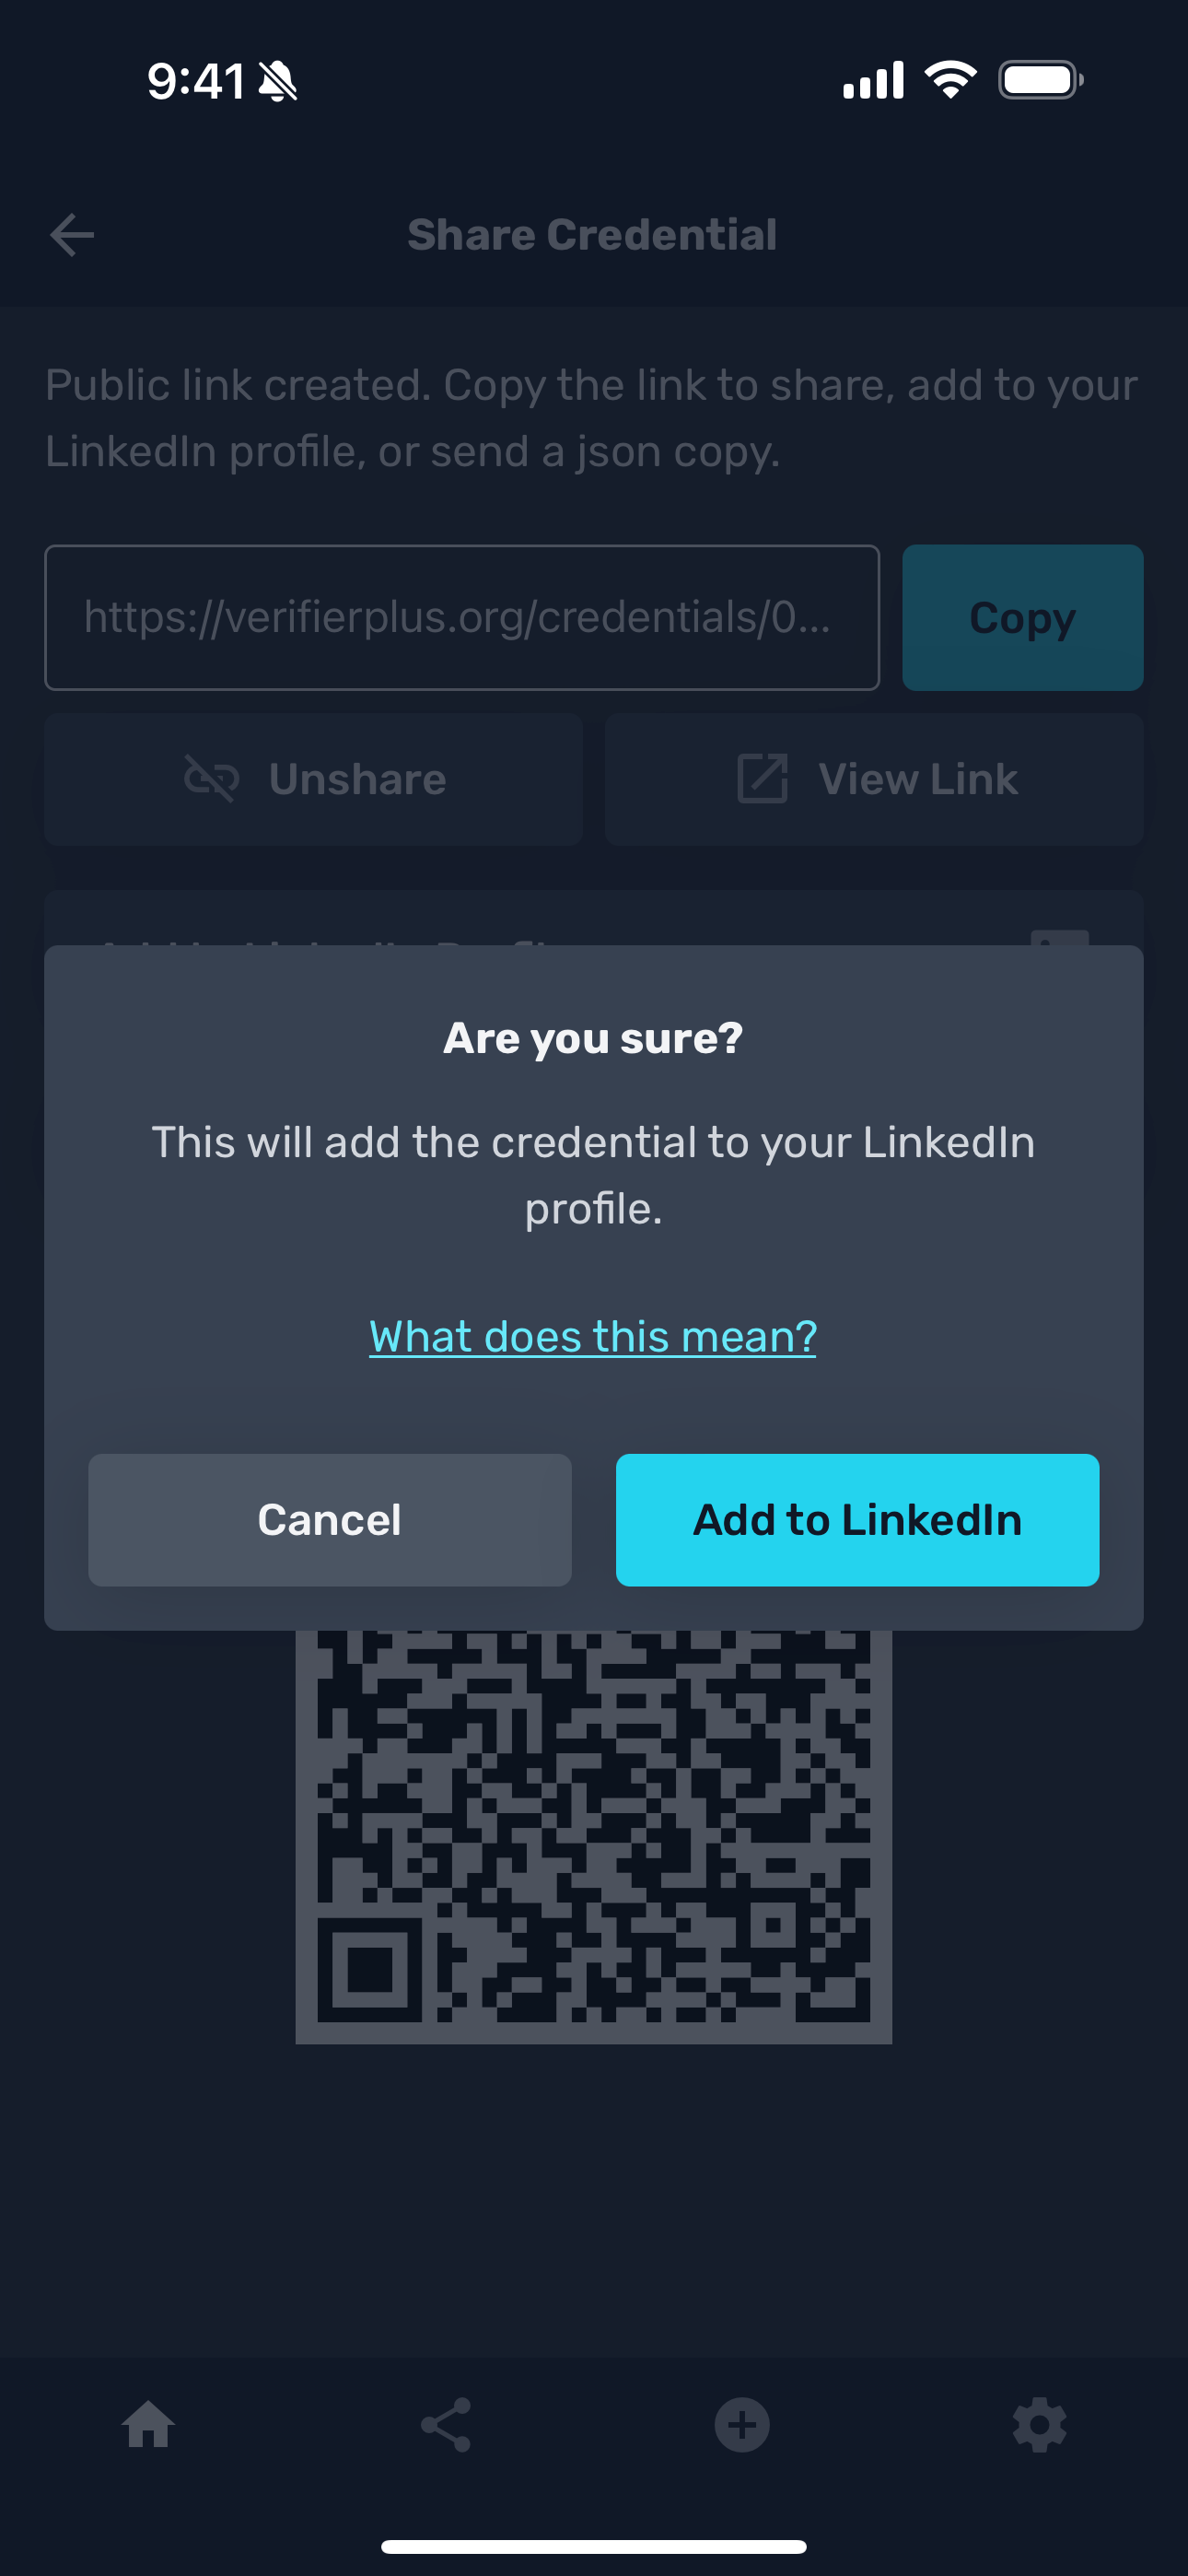 9:41
Share Credential
Public link created. Copy the link to share, add to your
LinkedIn profile, or send a json copy.
https://verifierplus.org/credentials/0...
Copy
Unshare
View Link
Are you sure?
This will add the credential to your LinkedIn
profile.
What does this mean?
Cancel
Add to LinkedIn